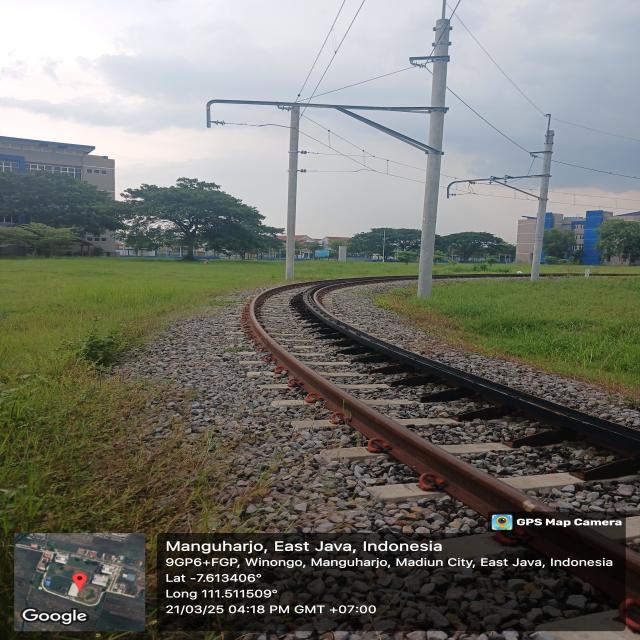 GPS Map Camera
Manguharjo, East Java, Indonesia
9GP6+FGP, Winongo, Manguharjo, Madiun City, East Java, Indonesia
Lat -7.613406°
Long 111.511509°
21/03/25 04:18 PM GMT +07:00
Google